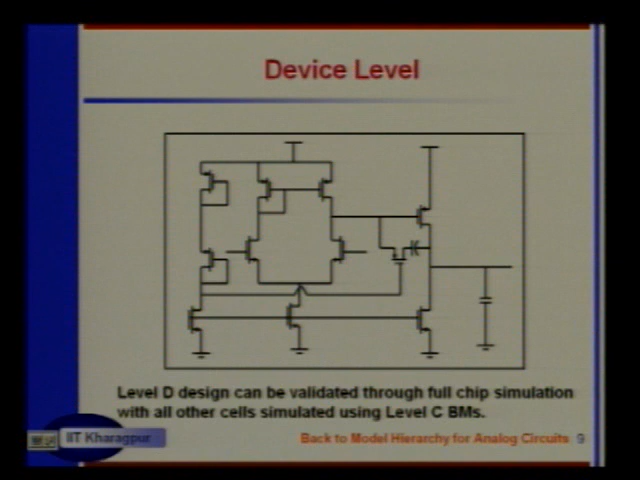 Device Level
Level D design can be validated through full chip simulation
with all other cells simulated using Level C BMs.
IIT Kharagpur
Back to Model Hierarchy for Analog Circuits 9